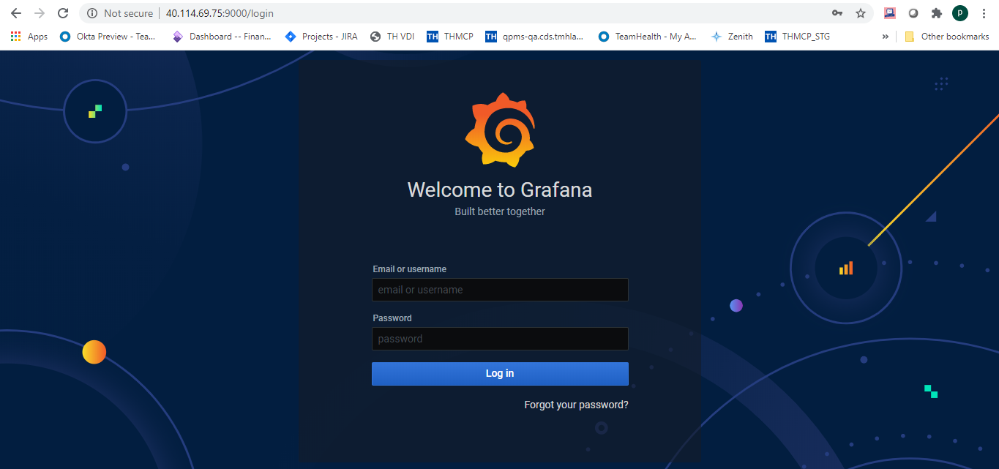 Not secure | 40.114.69.75:9000/login
Apps Okta Preview - Tea... Dashboard -- Finan... Projects - JIRA TH VDI TH THMCP TH qpms-qa.cds.tmhla... TeamHealth - My A... Zenith TH THMCP_STG » Other bookmarks
p
Welcome to Grafana
Built better together
Email or username
email or username
Password
password
Log in
Forgot your password?